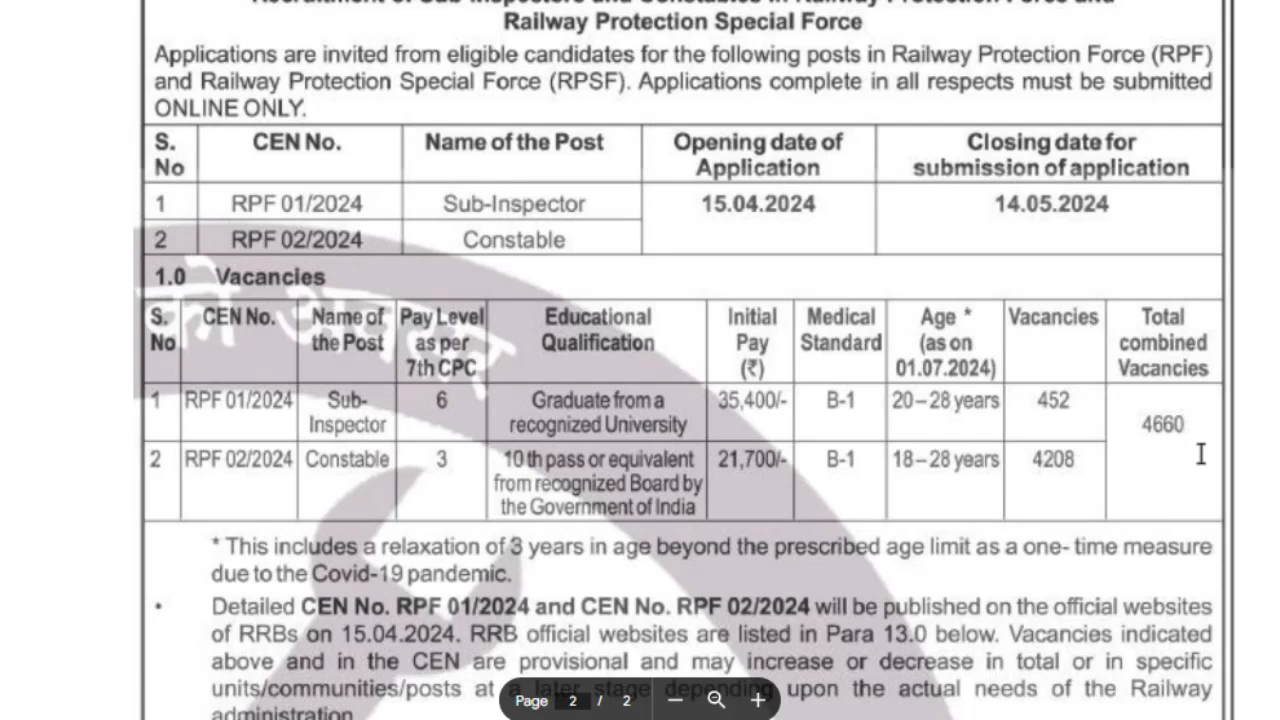 Recruitment of Sub-Inspectors and Constables in Railway Protection Force and
Railway Protection Special Force
Applications are invited from eligible candidates for the following posts in Railway Protection Force (RPF)
and Railway Protection Special Force (RPSF). Applications complete in all respects must be submitted
ONLINE ONLY.
S. No | CEN No. | Name of the Post | Opening date of Application | Closing date for submission of application
1 | RPF 01/2024 | Sub-Inspector | 15.04.2024 | 14.05.2024
2 | RPF 02/2024 | Constable
1.0 Vacancies
S. No | CEN No. | Name of the Post | Pay Level as per 7th CPC | Educational Qualification | Initial Pay (₹) | Medical Standard | Age * (as on 01.07.2024) | Vacancies | Total combined Vacancies
1 | RPF 01/2024 | Sub-Inspector | 6 | Graduate from a recognized University | 35,400/- | B-1 | 20–28 years | 452 | 4660
2 | RPF 02/2024 | Constable | 3 | 10 th pass or equivalent from recognized Board by the Government of India | 21,700/- | B-1 | 18–28 years | 4208
* This includes a relaxation of 3 years in age beyond the prescribed age limit as a one- time measure
due to the Covid-19 pandemic.
• Detailed CEN No. RPF 01/2024 and CEN No. RPF 02/2024 will be published on the official websites
of RRBs on 15.04.2024. RRB official websites are listed in Para 13.0 below. Vacancies indicated
above and in the CEN are provisional and may increase or decrease in total or in specific
units/communities/posts at a later stage depending upon the actual needs of the Railway
administration
Page 2 / 2